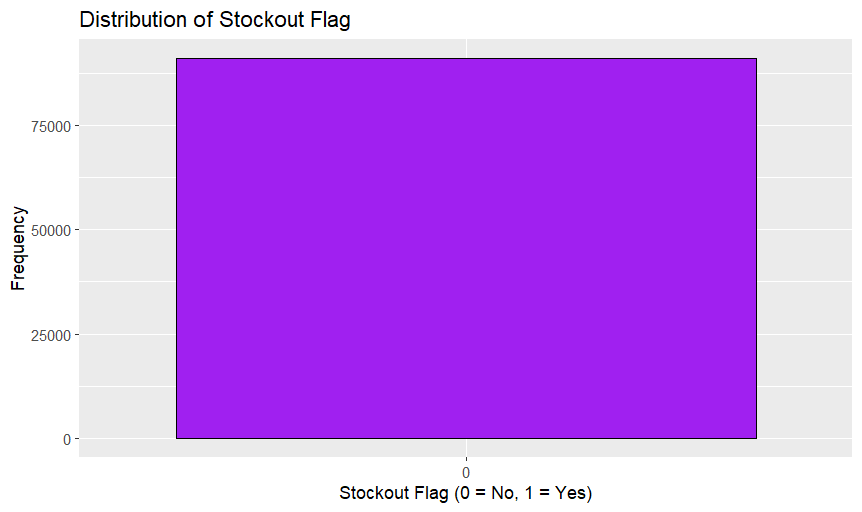 Distribution of Stockout Flag
Frequency
75000
50000
25000
0
0
Stockout Flag (0 = No, 1 = Yes)